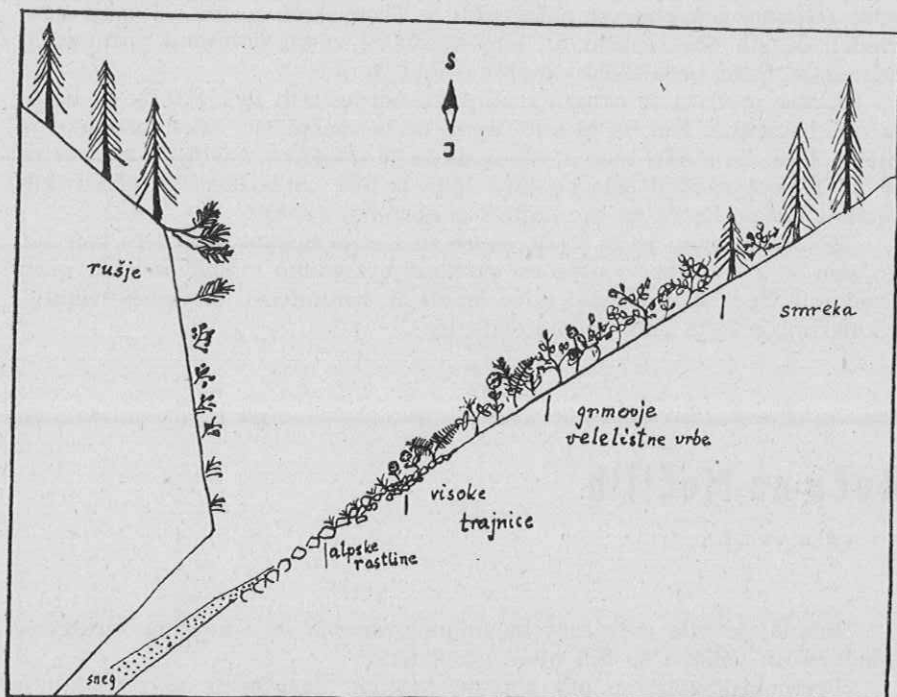 S
J
rušje
smreka
grmovje
velelistne vrbe
visoke
trajnice
alpske
rastline
sneg